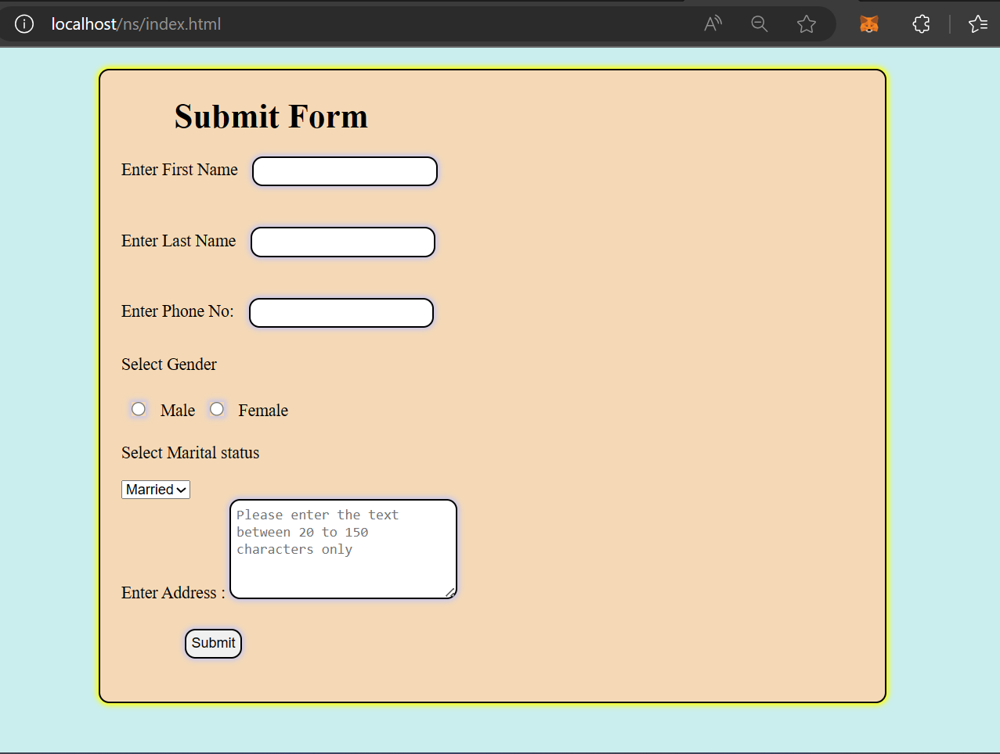 localhost/ns/index.html
Submit Form
Enter First Name
Enter Last Name
Enter Phone No:
Select Gender
Male Female
Select Marital status
Married
Please enter the text
between 20 to 150
characters only
Enter Address :
Submit